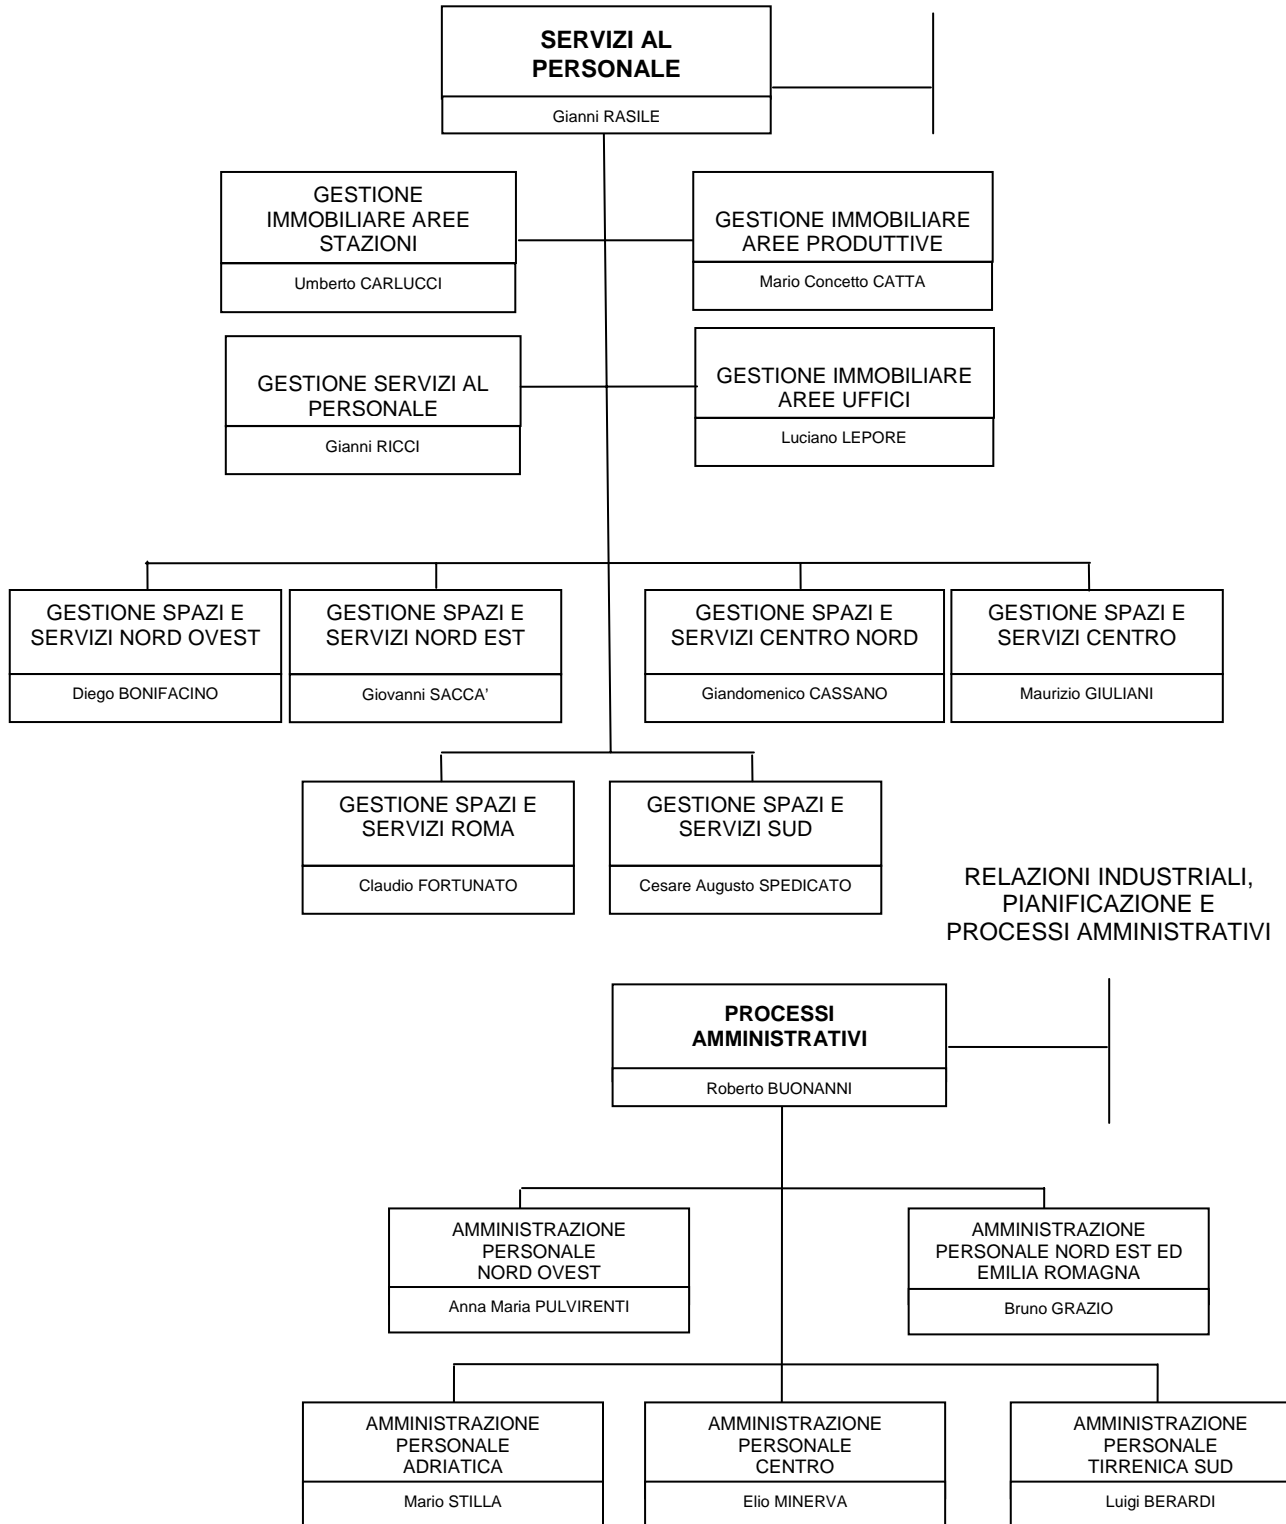 SERVIZI AL
PERSONALE
Gianni RASILE
GESTIONE
IMMOBILIARE AREE
STAZIONI
Umberto CARLUCCI
GESTIONE IMMOBILIARE
AREE PRODUTTIVE
Mario Concetto CATTA
GESTIONE SERVIZI AL
PERSONALE
Gianni RICCI
GESTIONE IMMOBILIARE
AREE UFFICI
Luciano LEPORE
GESTIONE SPAZI E
SERVIZI NORD OVEST
Diego BONIFACINO
GESTIONE SPAZI E
SERVIZI NORD EST
Giovanni SACCA’
GESTIONE SPAZI E
SERVIZI CENTRO NORD
Giandomenico CASSANO
GESTIONE SPAZI E
SERVIZI CENTRO
Maurizio GIULIANI
GESTIONE SPAZI E
SERVIZI ROMA
Claudio FORTUNATO
GESTIONE SPAZI E
SERVIZI SUD
Cesare Augusto SPEDICATO
RELAZIONI INDUSTRIALI,
PIANIFICAZIONE E
PROCESSI AMMINISTRATIVI
PROCESSI
AMMINISTRATIVI
Roberto BUONANNI
AMMINISTRAZIONE
PERSONALE
NORD OVEST
Anna Maria PULVIRENTI
AMMINISTRAZIONE
PERSONALE NORD EST ED
EMILIA ROMAGNA
Bruno GRAZIO
AMMINISTRAZIONE
PERSONALE
ADRIATICA
Mario STILLA
AMMINISTRAZIONE
PERSONALE
CENTRO
Elio MINERVA
AMMINISTRAZIONE
PERSONALE
TIRRENICA SUD
Luigi BERARDI